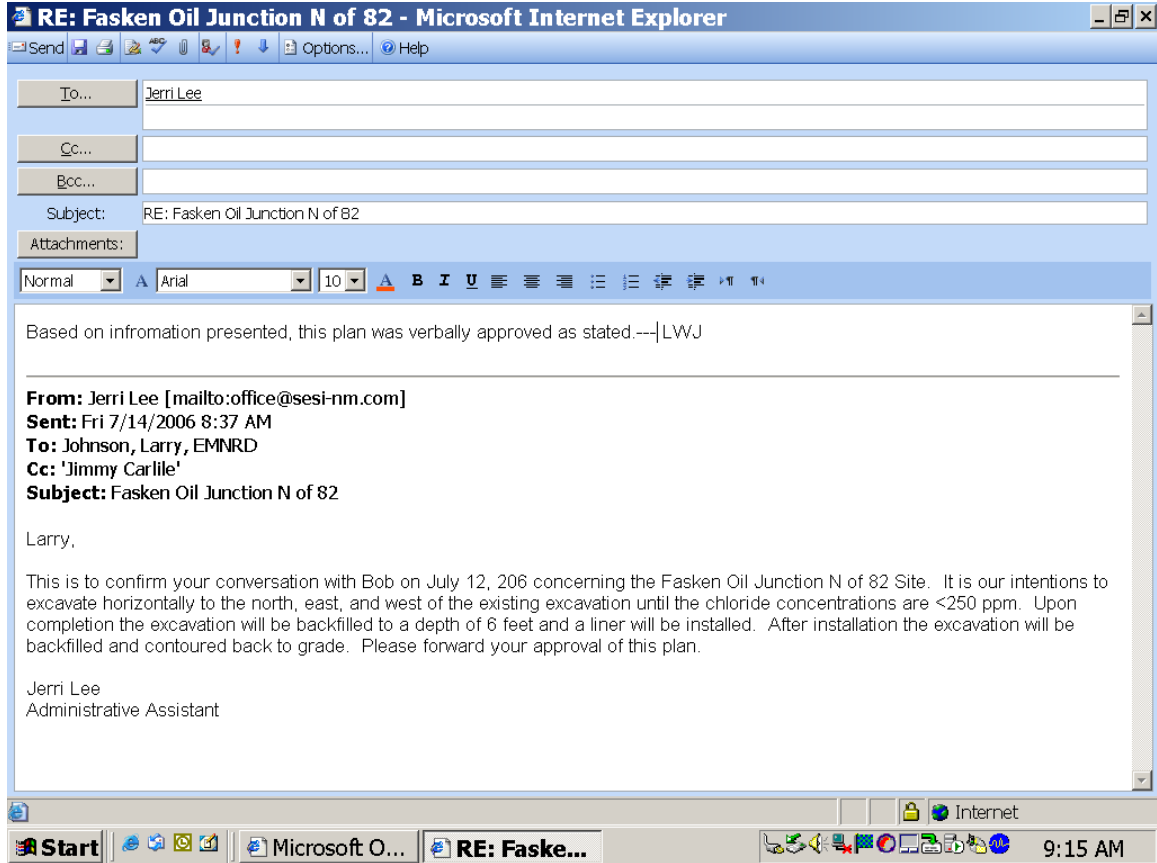 RE: Fasken Oil Junction N of 82 - Microsoft Internet Explorer
Send Options... Help
To... Jerri Lee
Cc...
Bcc...
Subject: RE: Fasken Oil Junction N of 82
Attachments:
Normal A Arial 10 A B I U
Based on infromation presented, this plan was verbally approved as stated.---LWJ
From: Jerri Lee [mailto:office@sesi-nm.com]
Sent: Fri 7/14/2006 8:37 AM
To: Johnson, Larry, EMNRD
Cc: 'Jimmy Carlile'
Subject: Fasken Oil Junction N of 82
Larry,
This is to confirm your conversation with Bob on July 12, 206 concerning the Fasken Oil Junction N of 82 Site. It is our intentions to
excavate horizontally to the north, east, and west of the existing excavation until the chloride concentrations are <250 ppm. Upon
completion the excavation will be backfilled to a depth of 6 feet and a liner will be installed. After installation the excavation will be
backfilled and contoured back to grade. Please forward your approval of this plan.
Jerri Lee
Administrative Assistant
Internet
Start Microsoft O... RE: Faske... 9:15 AM